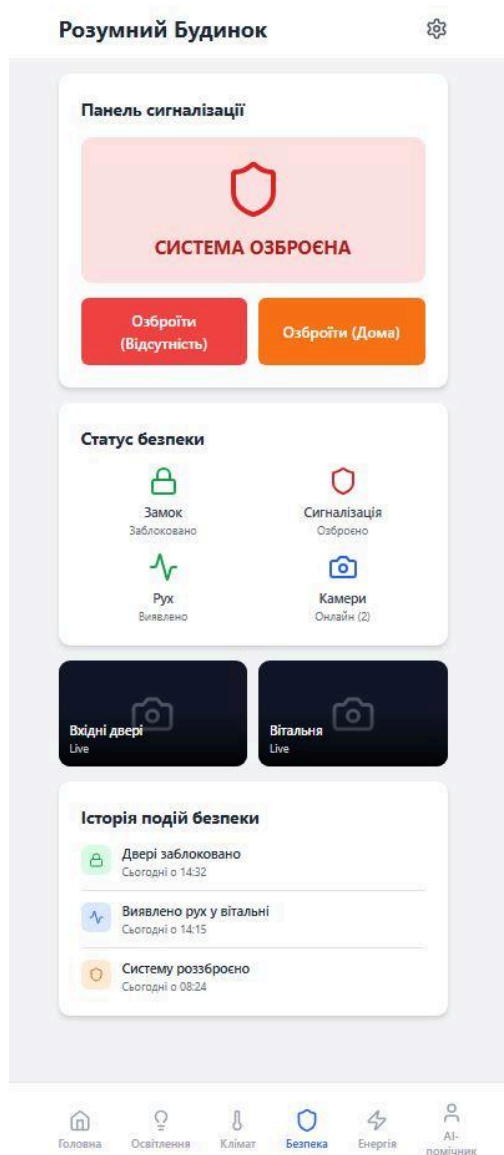 Розумний Будинок
Панель сигналізації
СИСТЕМА ОЗБРОЄНА
Озброїти
(Відсутність)
Озброїти (Дома)
Статус безпеки
Замок
Заблоковано
Сигналізація
Озброєно
Рух
Виявлено
Камери
Онлайн (2)
Вхідні двері
Live
Вітальня
Live
Історія подій безпеки
Двері заблоковано
Сьогодні о 14:32
Виявлено рух у вітальні
Сьогодні о 14:15
Систему роззброєно
Сьогодні о 08:24
Головна
Освітлення
Клімат
Безпека
Енергія
AI-
помічник